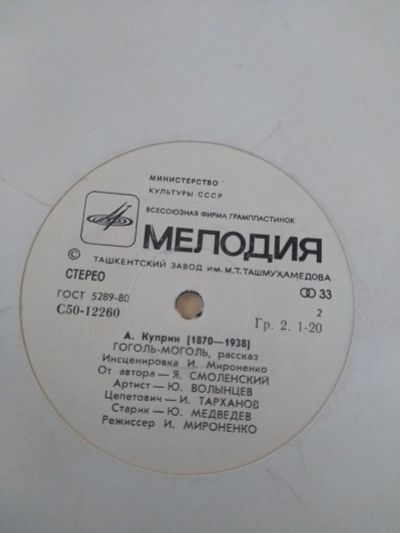 МИНИСТЕРСТВО
КУЛЬТУРЫ СССР
ВСЕСОЮЗНАЯ ФИРМА ГРАМПЛАСТИНОК
МЕЛОДИЯ
© ТАШКЕНТСКИЙ ЗАВОД ИМ. М.Т. ТАШМУХАМЕДОВА
СТЕРЕО
33
ГОСТ 5289-80
2
С50-12260
Гр. 2. 1-20
А. Куприн (1870—1938)
ГОГОЛЬ-МОГОЛЬ, рассказ
Инсценировка И. Мироненко
От автора — Я. СМОЛЕНСКИЙ
Артист — Ю. ВОЛЫНЦЕВ
Цепетович — И. ТАРХАНОВ
Старик — Ю. МЕДВЕДЕВ
Режиссер И. МИРОНЕНКО